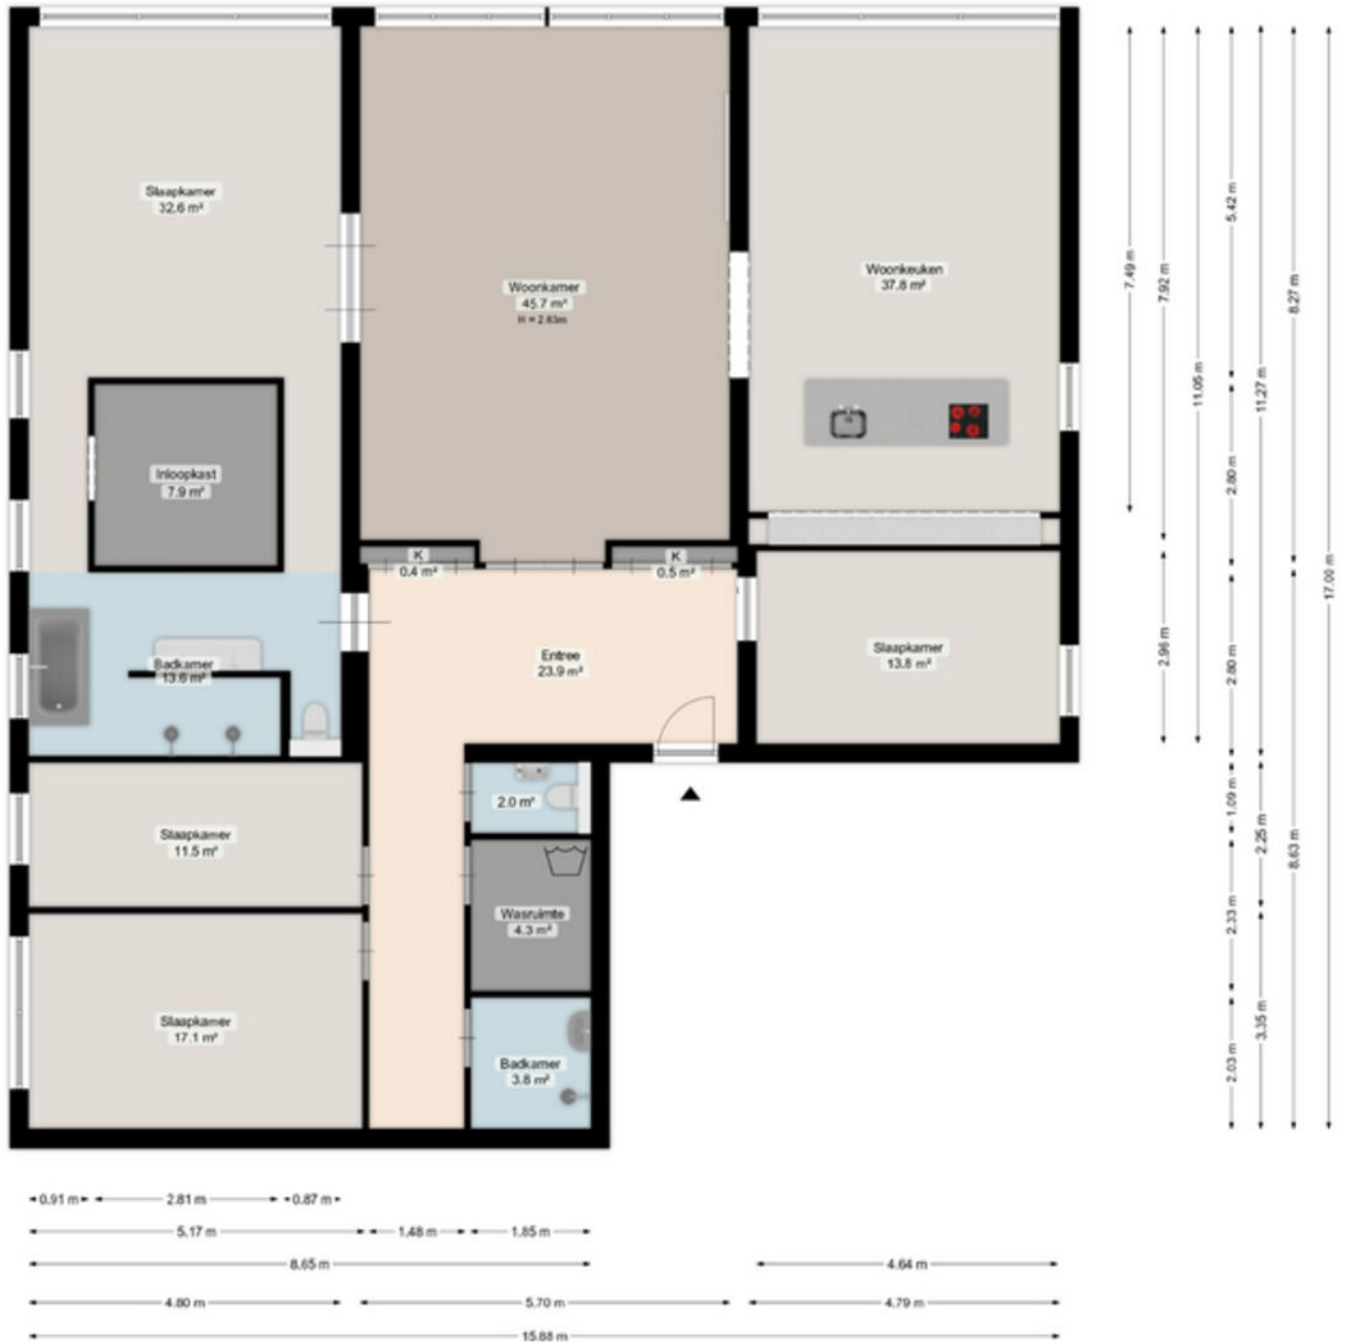 Slaapkamer
32.6 m²
Woonkamer
45.7 m²
H = 2.63m
Woonkeuken
37.8 m²
Inloopkast
7.9 m²
K
0.4 m²
K
0.5 m²
Badkamer
13.6 m²
Entree
23.9 m²
Slaapkamer
13.8 m²
2.0 m²
Slaapkamer
11.5 m²
Wasruimte
4.3 m²
Slaapkamer
17.1 m²
Badkamer
3.8 m²
7.49 m
7.92 m
2.96 m
11.05 m
5.42 m
2.80 m
2.80 m
1.09 m
2.33 m
2.03 m
11.27 m
2.25 m
3.35 m
8.27 m
8.63 m
17.00 m
0.91 m
2.81 m
0.87 m
5.17 m
1.48 m
1.85 m
8.65 m
4.64 m
4.80 m
5.70 m
4.79 m
15.88 m